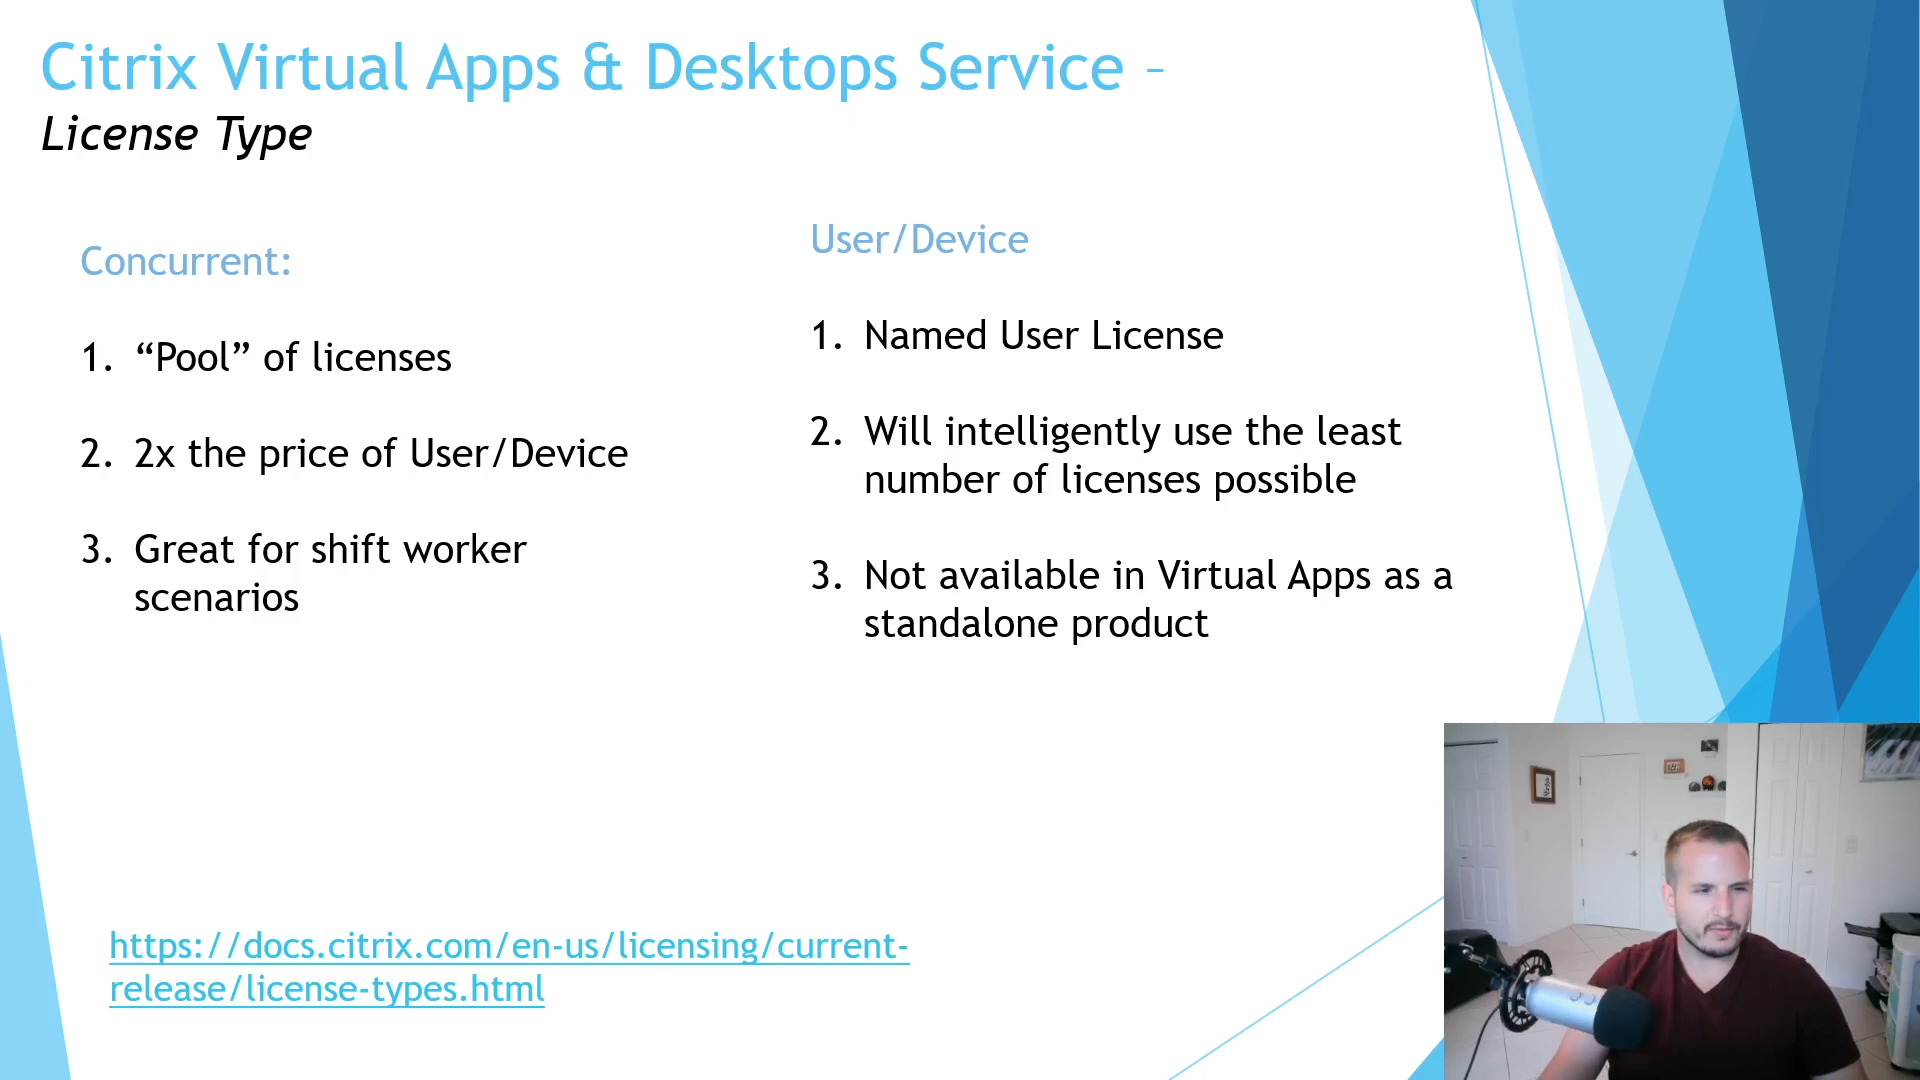 Citrix Virtual Apps & Desktops Service –
License Type
Concurrent:
1. “Pool” of licenses
2. 2x the price of User/Device
3. Great for shift worker
scenarios
User/Device
1. Named User License
2. Will intelligently use the least
number of licenses possible
3. Not available in Virtual Apps as a
standalone product
https://docs.citrix.com/en-us/licensing/current-
release/license-types.html